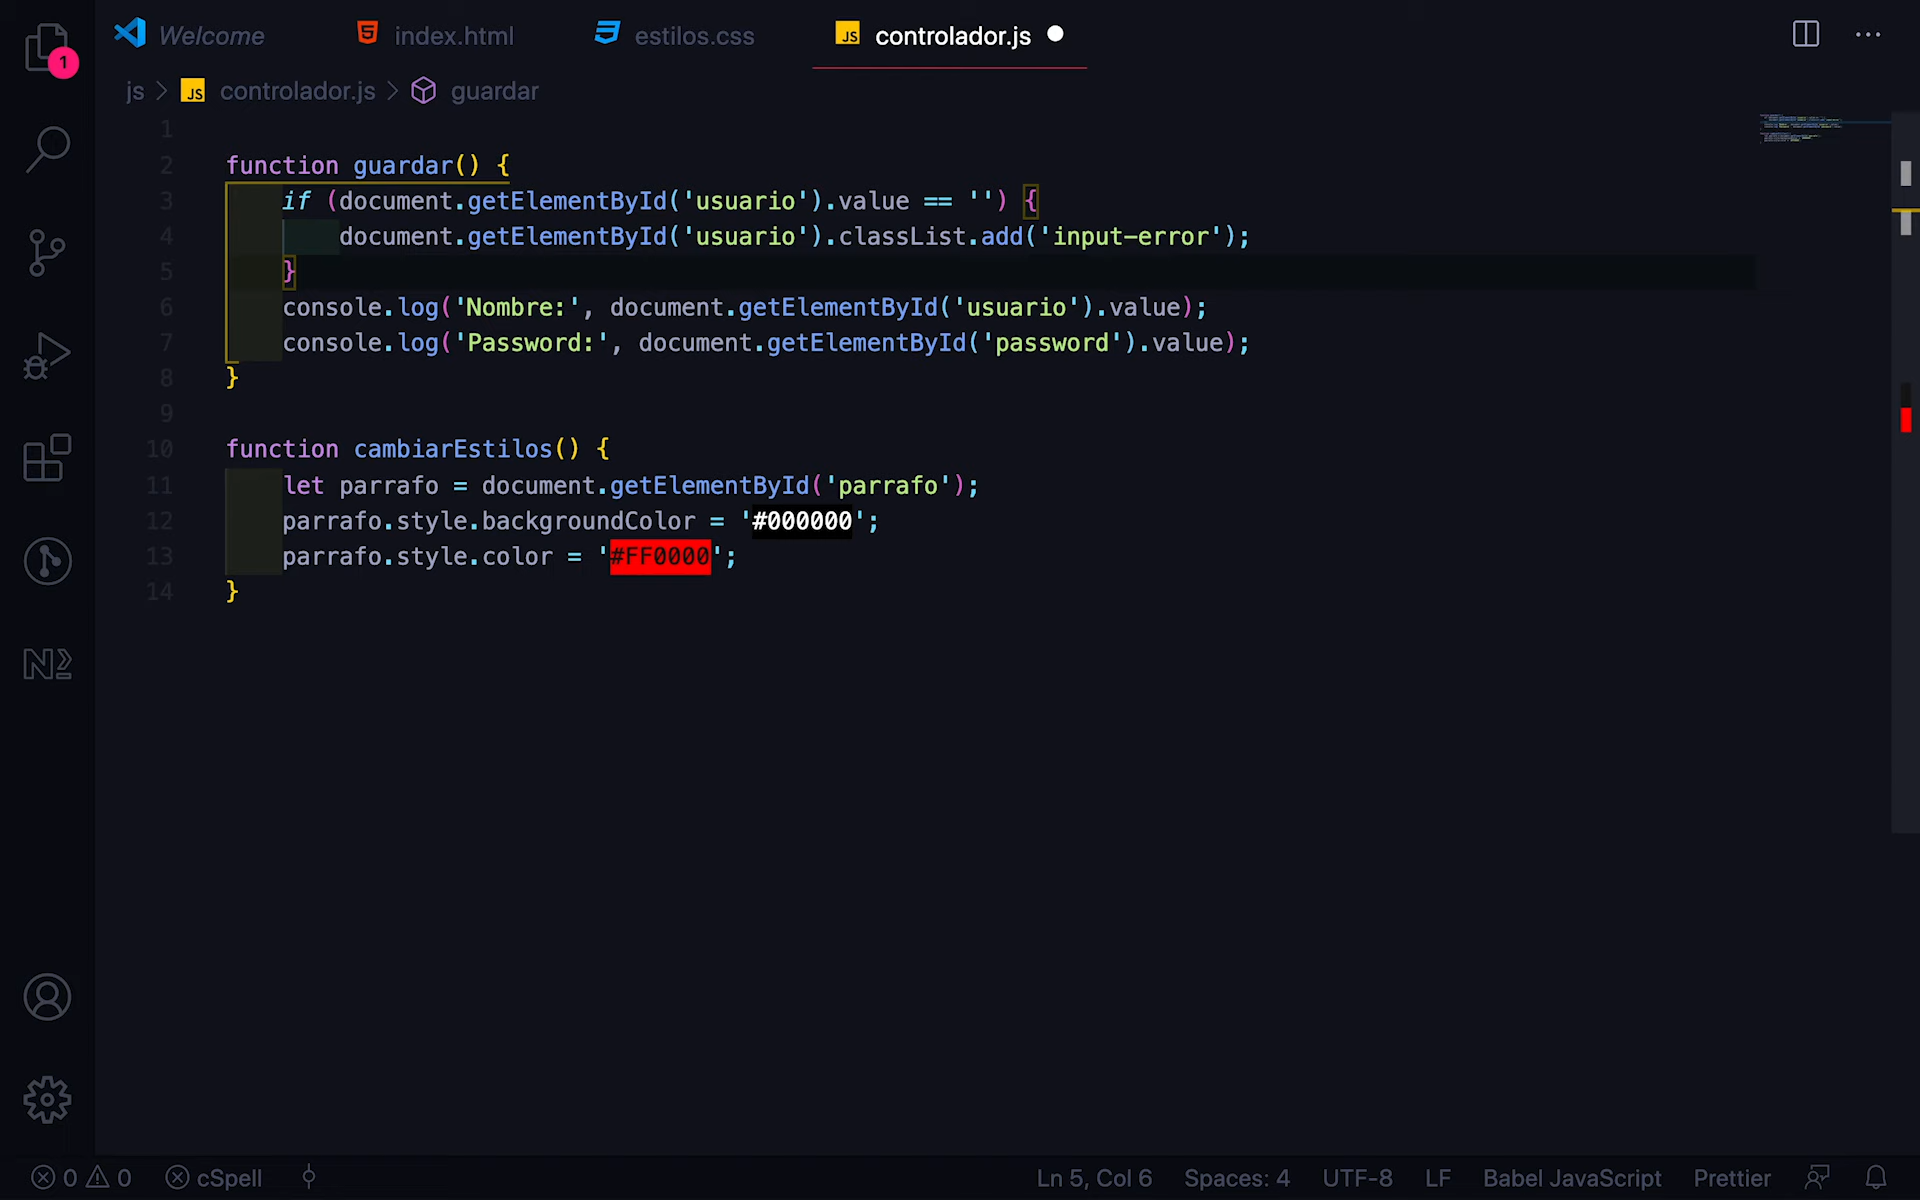 Welcome index.html estilos.css JS controlador.js
1
js > JS controlador.js > guardar
1
2 function guardar() {
3 if (document.getElementById('usuario').value == '') {
4 document.getElementById('usuario').classList.add('input-error');
5 }
6 console.log('Nombre:', document.getElementById('usuario').value);
7 console.log('Password:', document.getElementById('password').value);
8 }
9
10 function cambiarEstilos() {
11 let parrafo = document.getElementById('parrafo');
12 parrafo.style.backgroundColor = '#000000';
13 parrafo.style.color = '#FF0000';
14 }
0 0 cSpell Ln 5, Col 6 Spaces: 4 UTF-8 LF Babel JavaScript Prettier